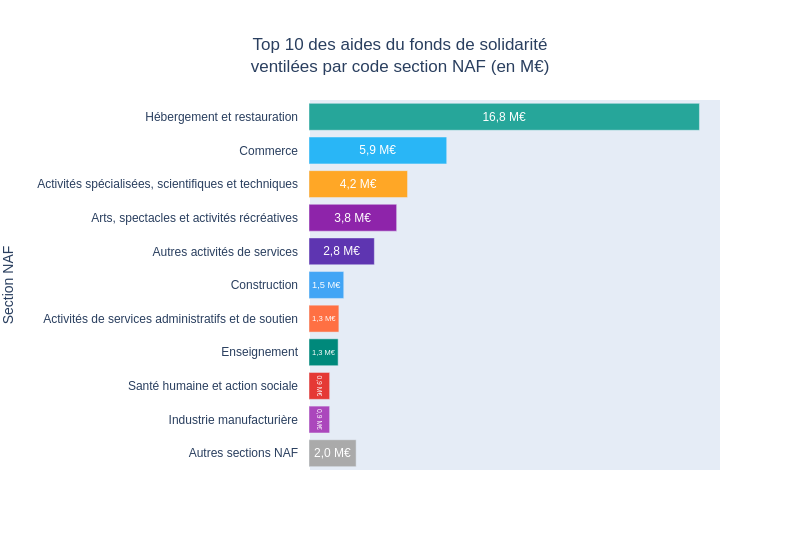 Top 10 des aides du fonds de solidarité
ventilées par code section NAF (en M€)
Section NAF
Hébergement et restauration 16,8 M€
Commerce 5,9 M€
Activités spécialisées, scientifiques et techniques 4,2 M€
Arts, spectacles et activités récréatives 3,8 M€
Autres activités de services 2,8 M€
Construction 1,5 M€
Activités de services administratifs et de soutien 1,3 M€
Enseignement 1,3 M€
Santé humaine et action sociale 0,9 M€
Industrie manufacturière 0,9 M€
Autres sections NAF 2,0 M€